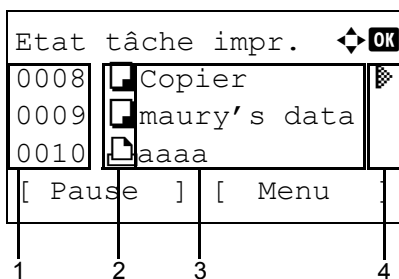 Etat tâche impr. OK
0008 Copier
0009 maury's data
0010 aaaa
[ Pause ] [ Menu ]
1 2 3 4